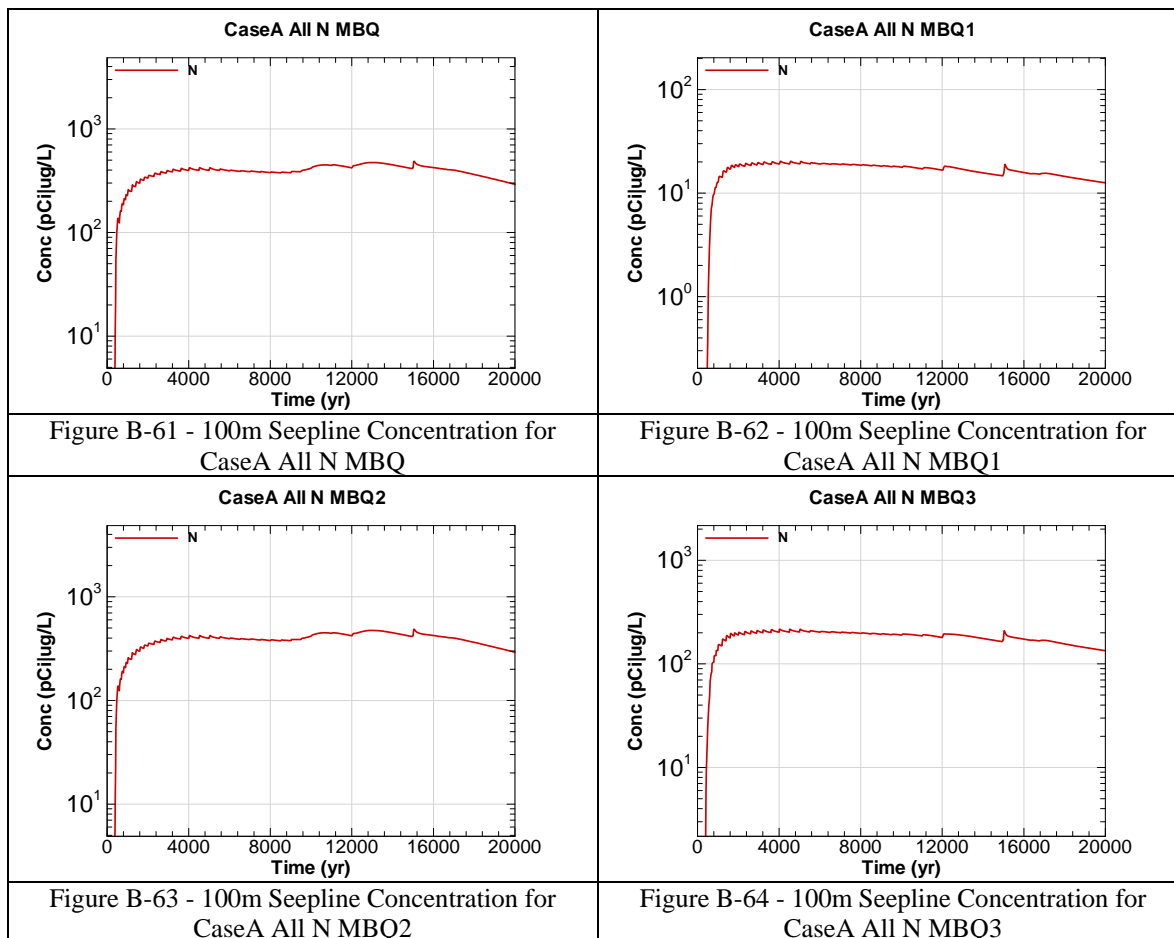 CaseA All N MBQ
N
10³
10²
10¹
Conc (pCi|ug/L)
0 4000 8000 12000 16000 20000
Time (yr)
Figure B-61 - 100m Seepline Concentration for
CaseA All N MBQ
CaseA All N MBQ1
N
10²
10¹
10⁰
Conc (pCi|ug/L)
0 4000 8000 12000 16000 20000
Time (yr)
Figure B-62 - 100m Seepline Concentration for
CaseA All N MBQ1
CaseA All N MBQ2
N
10³
10²
10¹
Conc (pCi|ug/L)
0 4000 8000 12000 16000 20000
Time (yr)
Figure B-63 - 100m Seepline Concentration for
CaseA All N MBQ2
CaseA All N MBQ3
N
10³
10²
10¹
Conc (pCi|ug/L)
0 4000 8000 12000 16000 20000
Time (yr)
Figure B-64 - 100m Seepline Concentration for
CaseA All N MBQ3